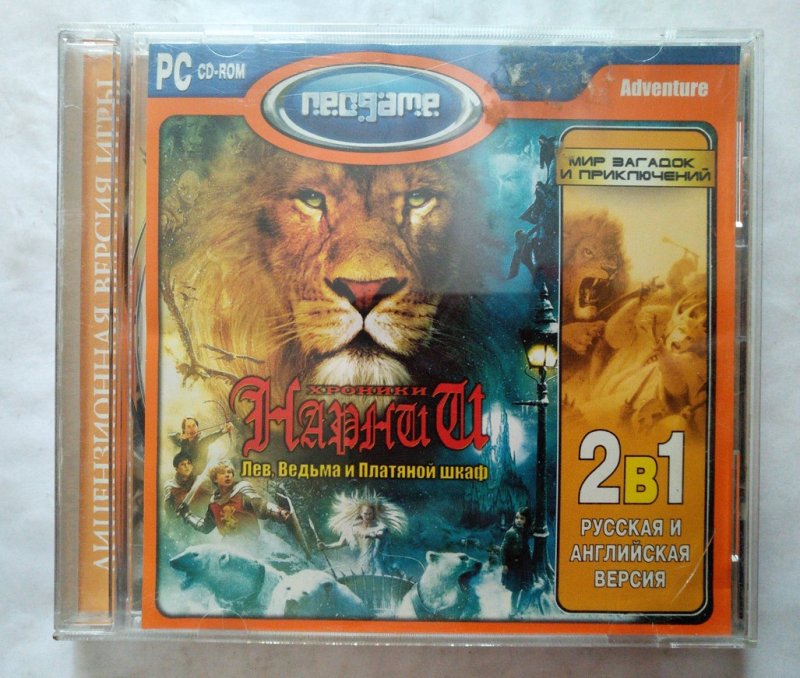 ЛИЦЕНЗИОННАЯ ВЕРСИЯ ИГРЫ
PC CD-ROM
neogame
Adventure
МИР ЗАГАДОК
И ПРИКЛЮЧЕНИЙ
ХРОНИКИ
НАРНИИ
Лев, Ведьма и Платяной шкаф
2в1
РУССКАЯ И
АНГЛИЙСКАЯ
ВЕРСИЯ